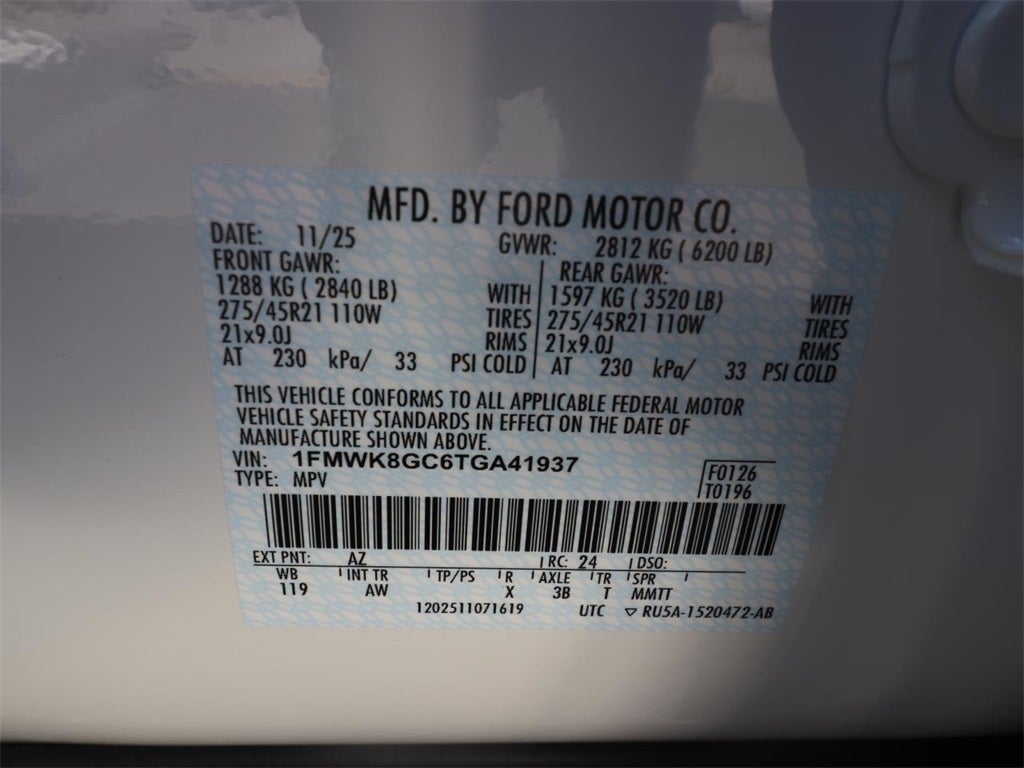 MFD. BY FORD MOTOR CO.
DATE: 11/25 GVWR: 2812 KG ( 6200 LB)
FRONT GAWR: REAR GAWR:
1288 KG ( 2840 LB) WITH 1597 KG ( 3520 LB) WITH
275/45R21 110W TIRES 275/45R21 110W TIRES
21x9.0J RIMS 21x9.0J RIMS
AT 230 kPa/ 33 PSI COLD AT 230 kPa/ 33 PSI COLD
THIS VEHICLE CONFORMS TO ALL APPLICABLE FEDERAL MOTOR
VEHICLE SAFETY STANDARDS IN EFFECT ON THE DATE OF
MANUFACTURE SHOWN ABOVE.
VIN: 1FMWK8GC6TGA41937 F0126
TYPE: MPV T0196
EXT PNT: AZ RC: 24 DSO:
WB INT TR TP/PS R AXLE TR SPR
119 AW X 3B T MMTT
1202511071619 UTC ▽ RU5A-1520472-AB